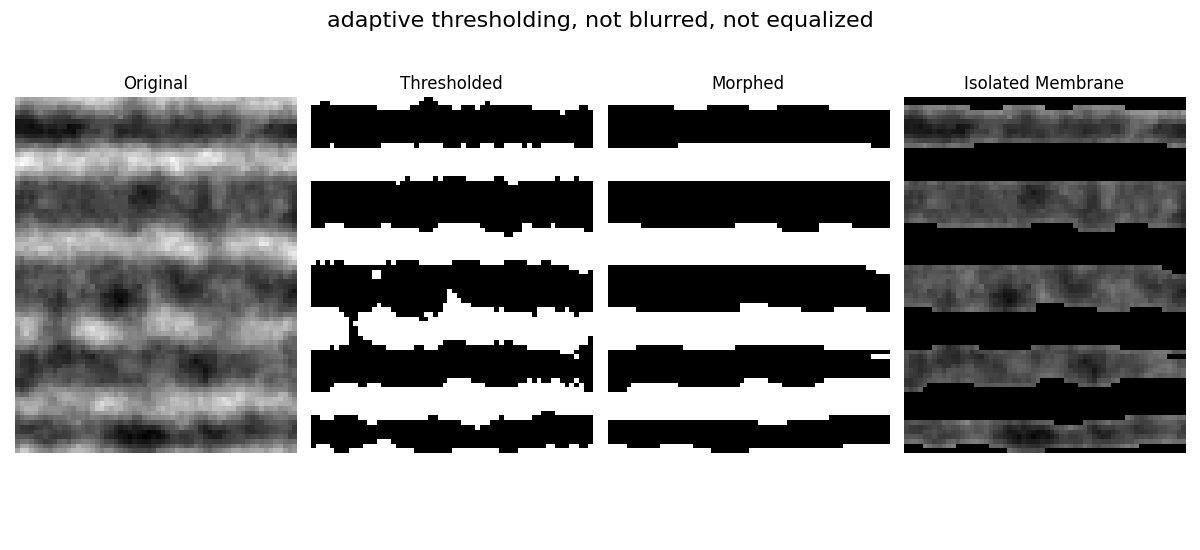 adaptive thresholding, not blurred, not equalized
Original
Thresholded
Morphed
Isolated Membrane